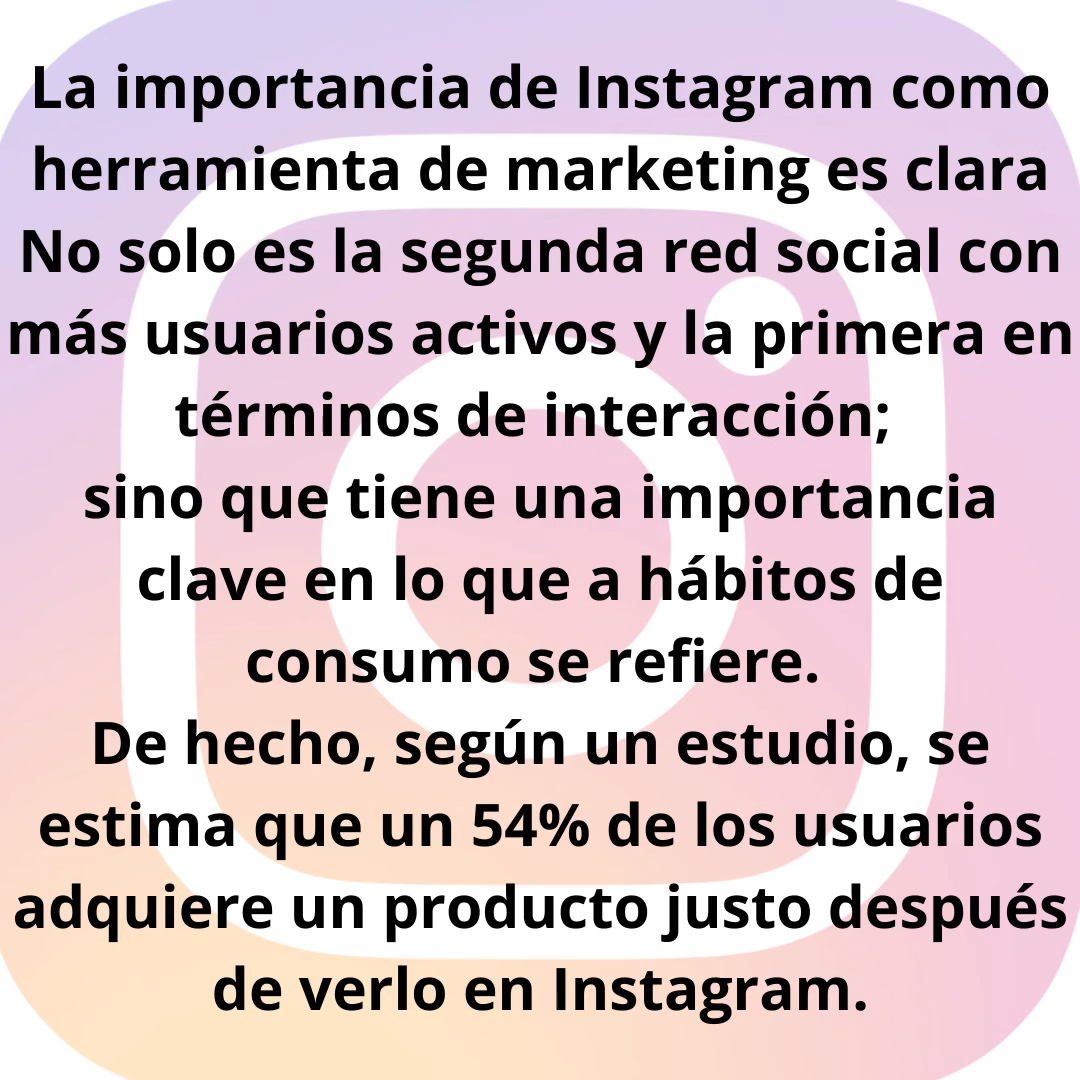 La importancia de Instagram como
herramienta de marketing es clara
No solo es la segunda red social con
más usuarios activos y la primera en
términos de interacción;
sino que tiene una importancia
clave en lo que a hábitos de
consumo se refiere.
De hecho, según un estudio, se
estima que un 54% de los usuarios
adquiere un producto justo después
de verlo en Instagram.